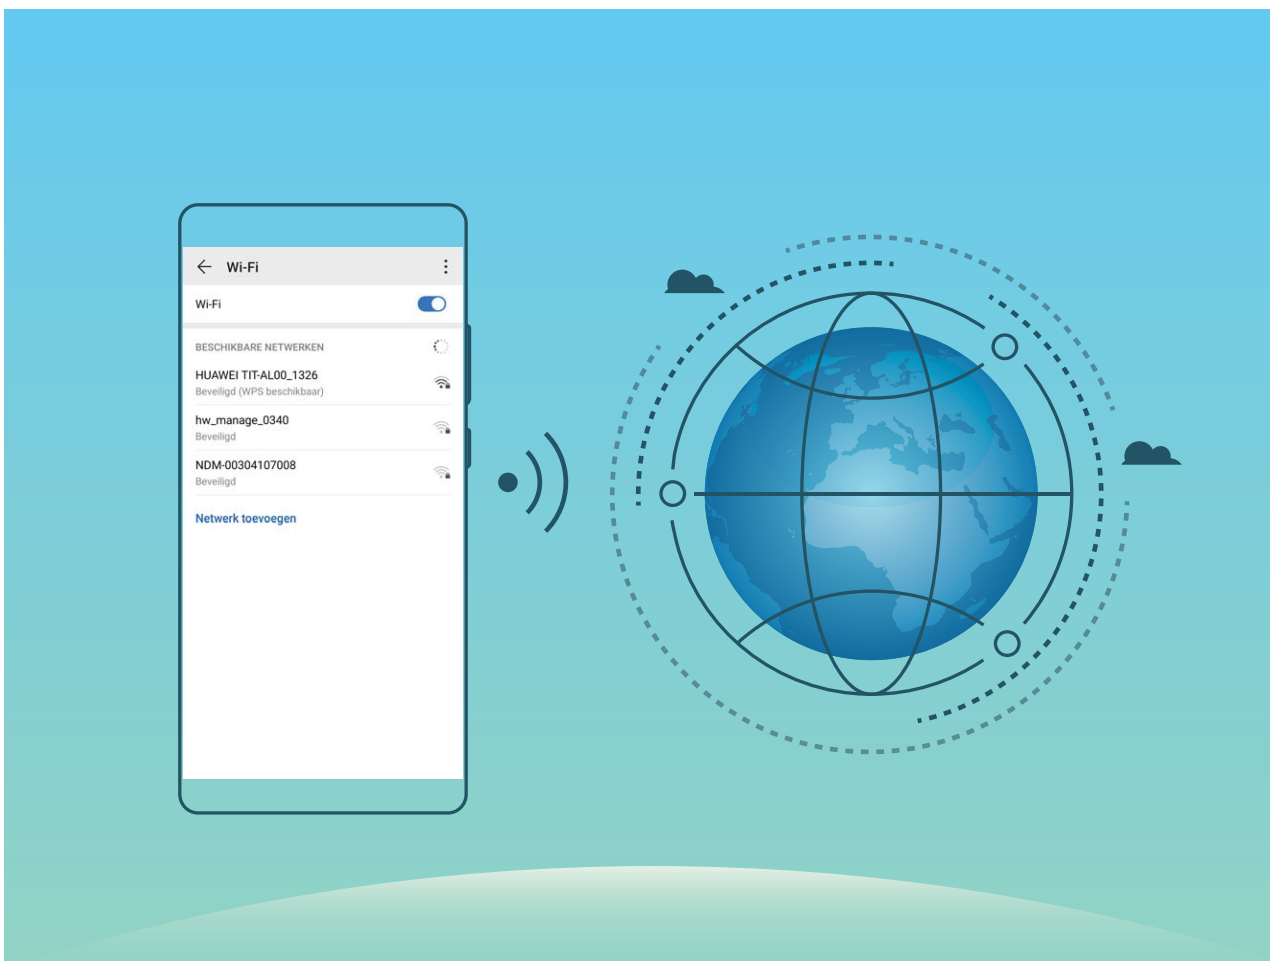 Wi-Fi
Wi-Fi
BESCHIKBARE NETWERKEN
HUAWEI TIT-AL00_1326
Beveiligd (WPS beschikbaar)
hw_manage_0340
Beveiligd
NDM-00304107008
Beveiligd
Netwerk toevoegen